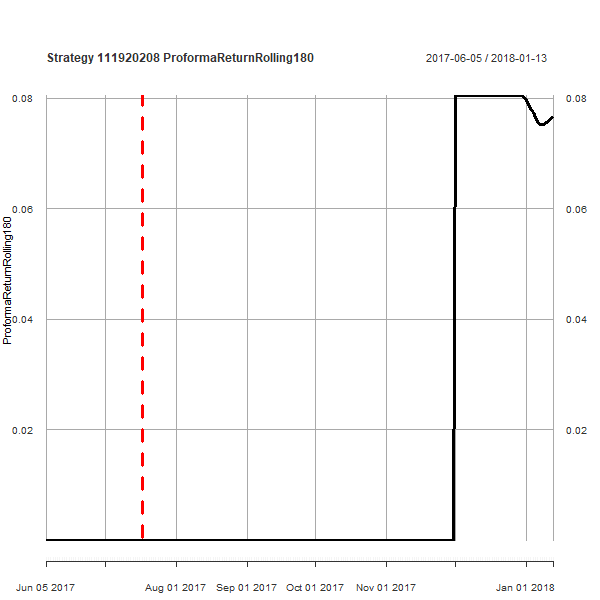 Strategy 111920208 ProformaReturnRolling180
2017-06-05 / 2018-01-13
ProformaReturnRolling180
0.08
0.06
0.04
0.02
0.08
0.06
0.04
0.02
Jun 05 2017
Aug 01 2017
Sep 01 2017
Oct 01 2017
Nov 01 2017
Jan 01 2018